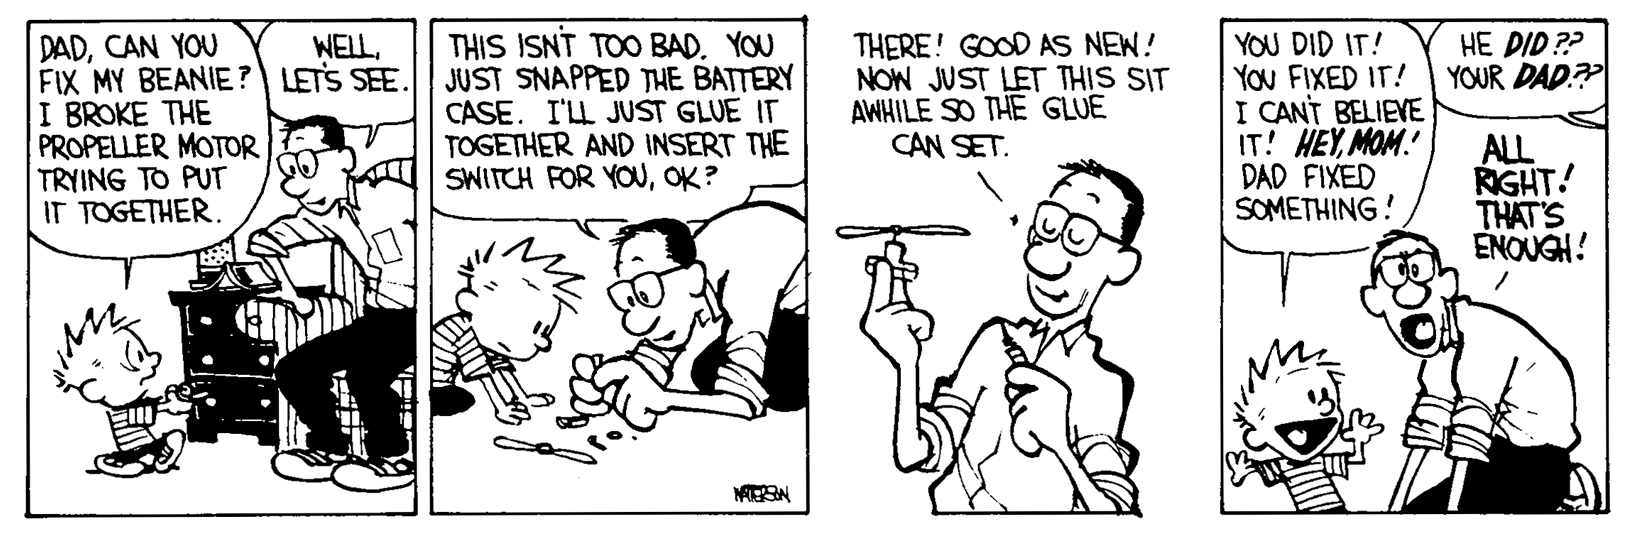 DAD, CAN YOU
FIX MY BEANIE?
I BROKE THE
PROPELLER MOTOR
TRYING TO PUT
IT TOGETHER.
WELL,
LET'S SEE.
THIS ISN'T TOO BAD. YOU
JUST SNAPPED THE BATTERY
CASE. I'LL JUST GLUE IT
TOGETHER AND INSERT THE
SWITCH FOR YOU, OK?
WATTERSON
THERE! GOOD AS NEW!
NOW JUST LET THIS SIT
AWHILE SO THE GLUE
CAN SET.
YOU DID IT!
YOU FIXED IT!
I CAN'T BELIEVE
IT! HEY, MOM!
DAD FIXED
SOMETHING!
HE DID??
YOUR DAD??
ALL
RIGHT!
THAT'S
ENOUGH!